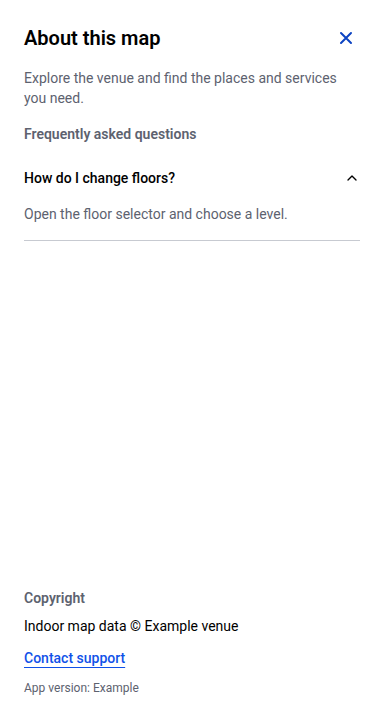 About this map
Explore the venue and find the places and services
you need.
Frequently asked questions
How do I change floors?
Open the floor selector and choose a level.
Copyright
Indoor map data © Example venue
Contact support
App version: Example